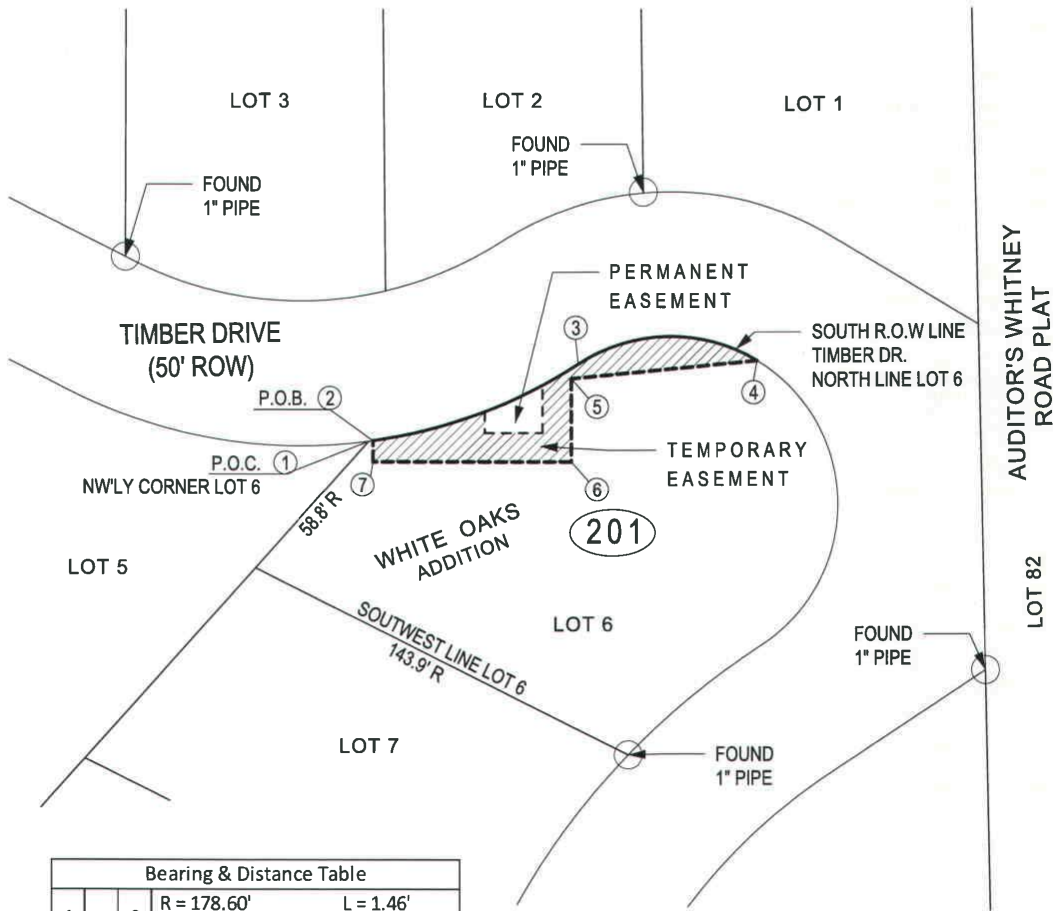 LOT 3
LOT 2
LOT 1
FOUND
1" PIPE
FOUND
1" PIPE
PERMANENT
EASEMENT
TIMBER DRIVE
(50' ROW)
SOUTH R.O.W LINE
TIMBER DR.
NORTH LINE LOT 6
AUDITOR'S WHITNEY
ROAD PLAT
3
4
5
P.O.B. 2
P.O.C. 1
NW'LY CORNER LOT 6
TEMPORARY
EASEMENT
7
6
58.8' R
WHITE OAKS
ADDITION
201
LOT 5
LOT 82
SOUTWEST LINE LOT 6
143.9' R
LOT 6
FOUND
1" PIPE
LOT 7
FOUND
1" PIPE
Bearing & Distance Table
R = 178.60' L = 1.46'